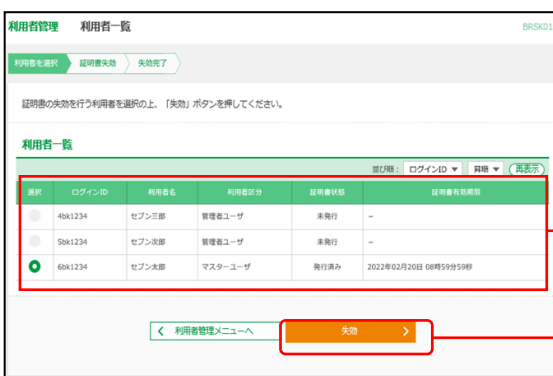 利用者管理　利用者一覧　BRSK01
利用者を選択　証明書失効　失効完了
証明書の失効を行う利用者を選択の上、「失効」ボタンを押してください。
利用者一覧
並び順：　ログインID ▼　昇順 ▼　再表示
選択　ログインID　利用者名　利用者区分　証明書状態　証明書有効期限
4bk1234　セブン三郎　管理者ユーザ　未発行　－
5bk1234　セブン次郎　管理者ユーザ　未発行　－
6bk1234　セブン太郎　マスターユーザ　発行済み　2022年02月20日 08時59分59秒
利用者管理メニューへ　失効